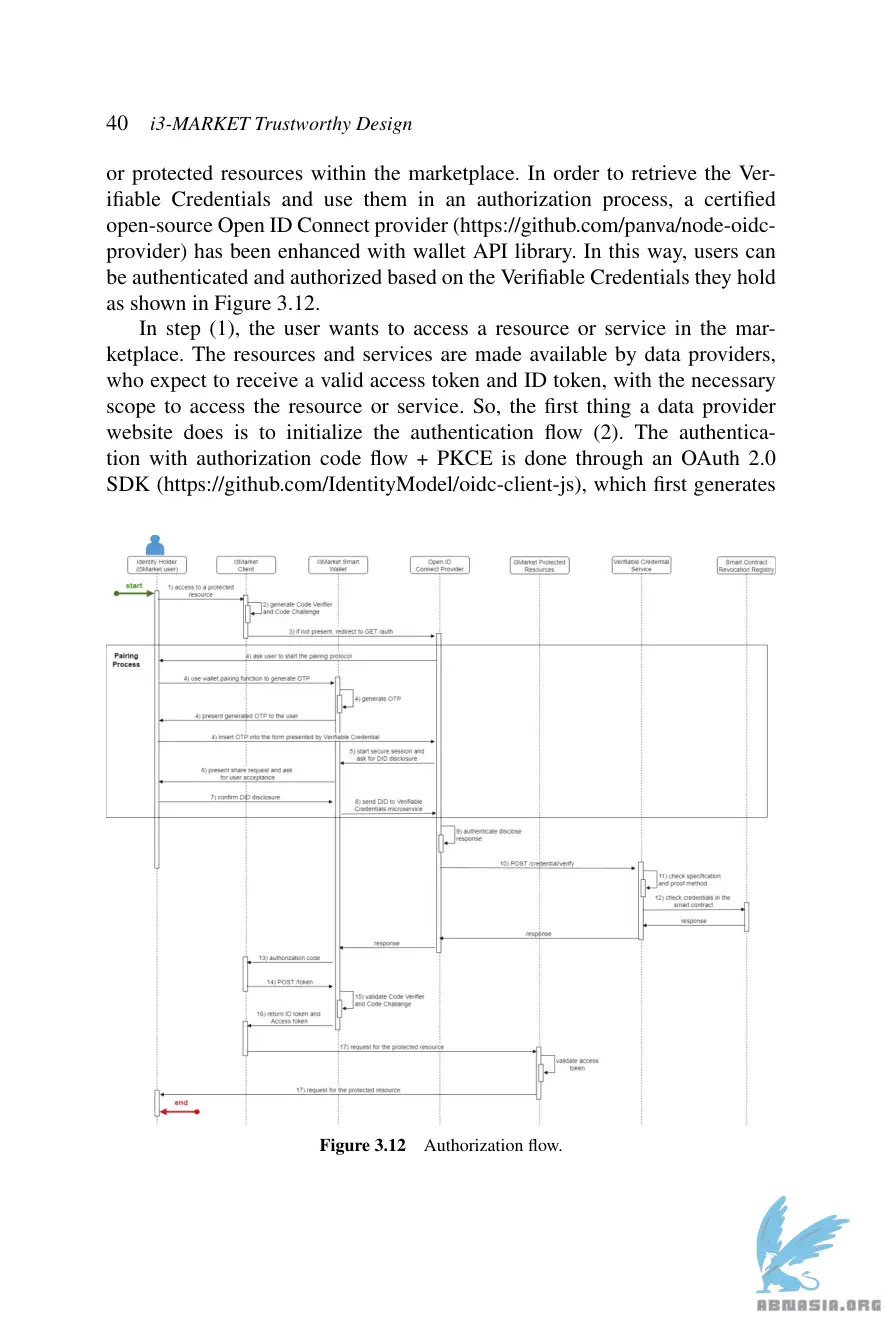 40 i3-MARKET Trustworthy Design
or protected resources within the marketplace. In order to retrieve the Ver-
ifiable Credentials and use them in an authorization process, a certified
open-source Open ID Connect provider (https://github.com/panva/node-oidc-
provider) has been enhanced with wallet API library. In this way, users can
be authenticated and authorized based on the Verifiable Credentials they hold
as shown in Figure 3.12.
In step (1), the user wants to access a resource or service in the mar-
ketplace. The resources and services are made available by data providers,
who expect to receive a valid access token and ID token, with the necessary
scope to access the resource or service. So, the first thing a data provider
website does is to initialize the authentication flow (2). The authentica-
tion with authorization code flow + PKCE is done through an OAuth 2.0
SDK (https://github.com/IdentityModel/oidc-client-js), which first generates
Identity Holder
(i3Market user)
i3Market
Client
i3Market Smart
Wallet
Open ID
Connect Provider
i3Market Protected
Resources
Verifiable Credential
Service
Smart Contract
Revocation Registry
start
1) access to a protected
resource
2) generate Code Verifier
and Code Challenge
3) if not present, redirect to GET /auth
Pairing
Process
4) ask user to start the pairing protocol
4) use wallet pairing function to generate OTP
4) generate OTP
4) present generated OTP to the user
4) insert OTP into the form presented by Verifiable Credential
5) start secure session and
ask for DID disclosure
6) present share request and ask
for user acceptance
7) confirm DID disclosure
8) send DID to Verifiable
Credentials microservice
9) authenticate disclose
response
10) POST /credential/verify
11) check specification
and proof method
12) check credentials in the
smart contract
response
response
response
13) authorization code
14) POST /token
15) validate Code Verifier
and Code Challange
16) return ID token and
Access token
17) request for the protected resource
validate access
token
17) request for the protected resource
end
Figure 3.12 Authorization flow.
ABNASIA.ORG